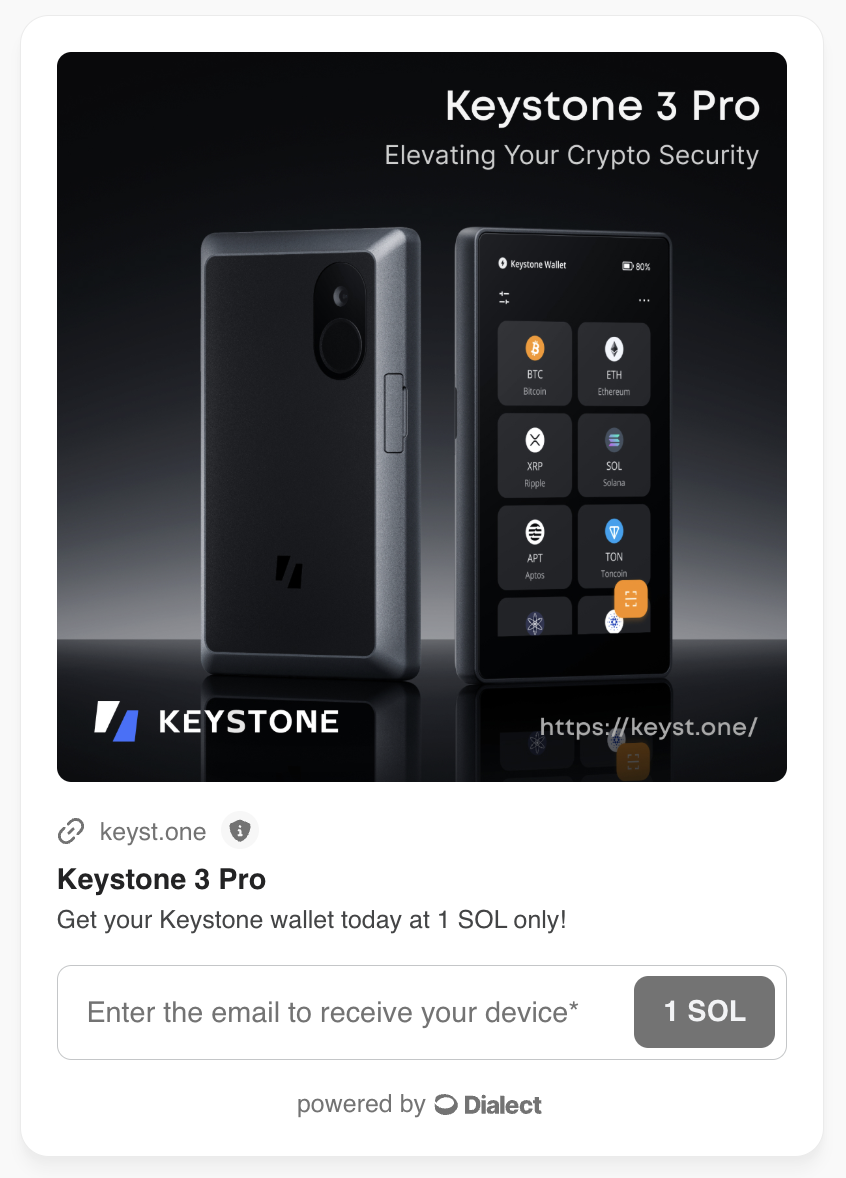 Keystone 3 Pro
Elevating Your Crypto Security
Keystone Wallet
80%
BTC
Bitcoin
ETH
Ethereum
XRP
Ripple
SOL
Solana
APT
Aptos
TON
Toncoin
KEYSTONE
https://keyst.one/
keyst.one
Keystone 3 Pro
Get your Keystone wallet today at 1 SOL only!
Enter the email to receive your device*
1 SOL
powered by Dialect